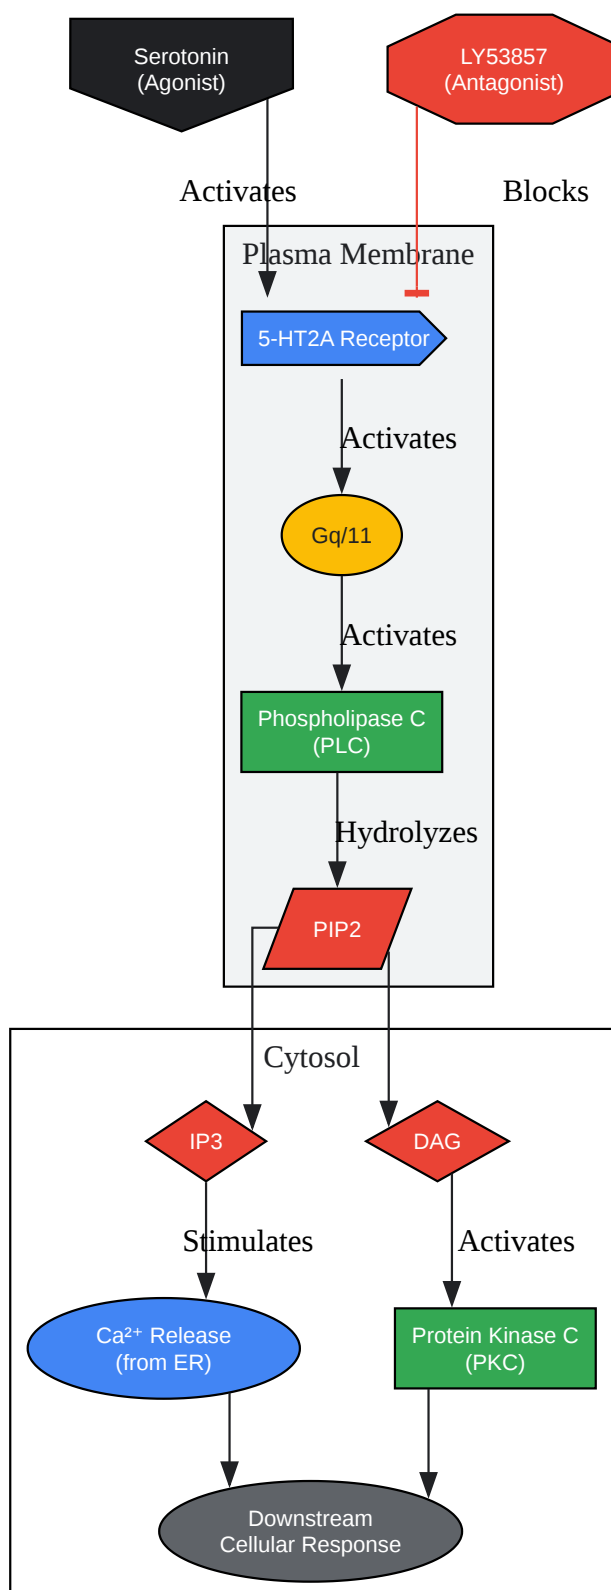 Serotonin
(Agonist)
LY53857
(Antagonist)
Activates
Blocks
Plasma Membrane
5-HT2A Receptor
Activates
Gq/11
Activates
Phospholipase C
(PLC)
Hydrolyzes
PIP2
Cytosol
IP3
DAG
Stimulates
Activates
Ca²⁺ Release
(from ER)
Protein Kinase C
(PKC)
Downstream
Cellular Response